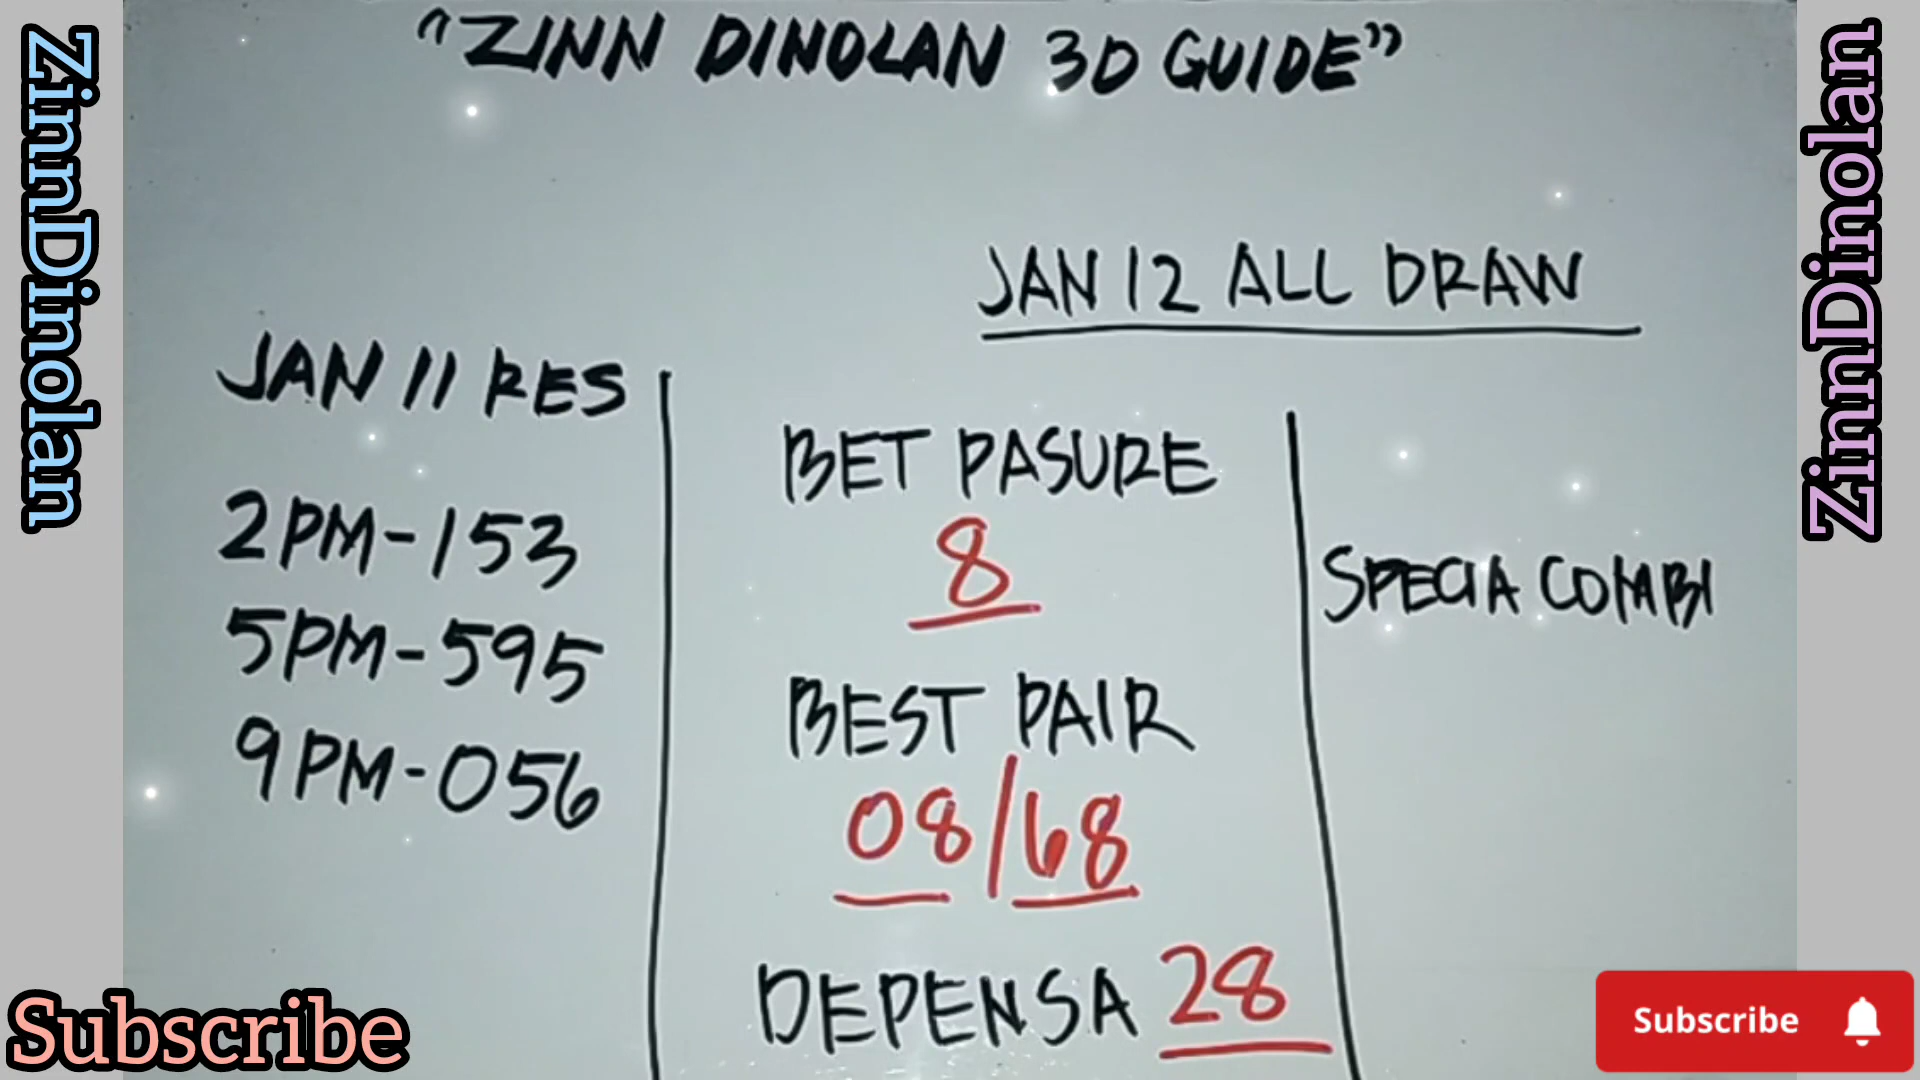 "ZINN DINOLAN 3D GUIDE"
ZinnDinolan
ZinnDinolan
JAN 12 ALL DRAW
JAN 11 RES
2PM-153
5PM-595
9PM-056
BET PASURE
8
BEST PAIR
08/68
DEPENSA 28
SPECIA COMBI
Subscribe
Subscribe